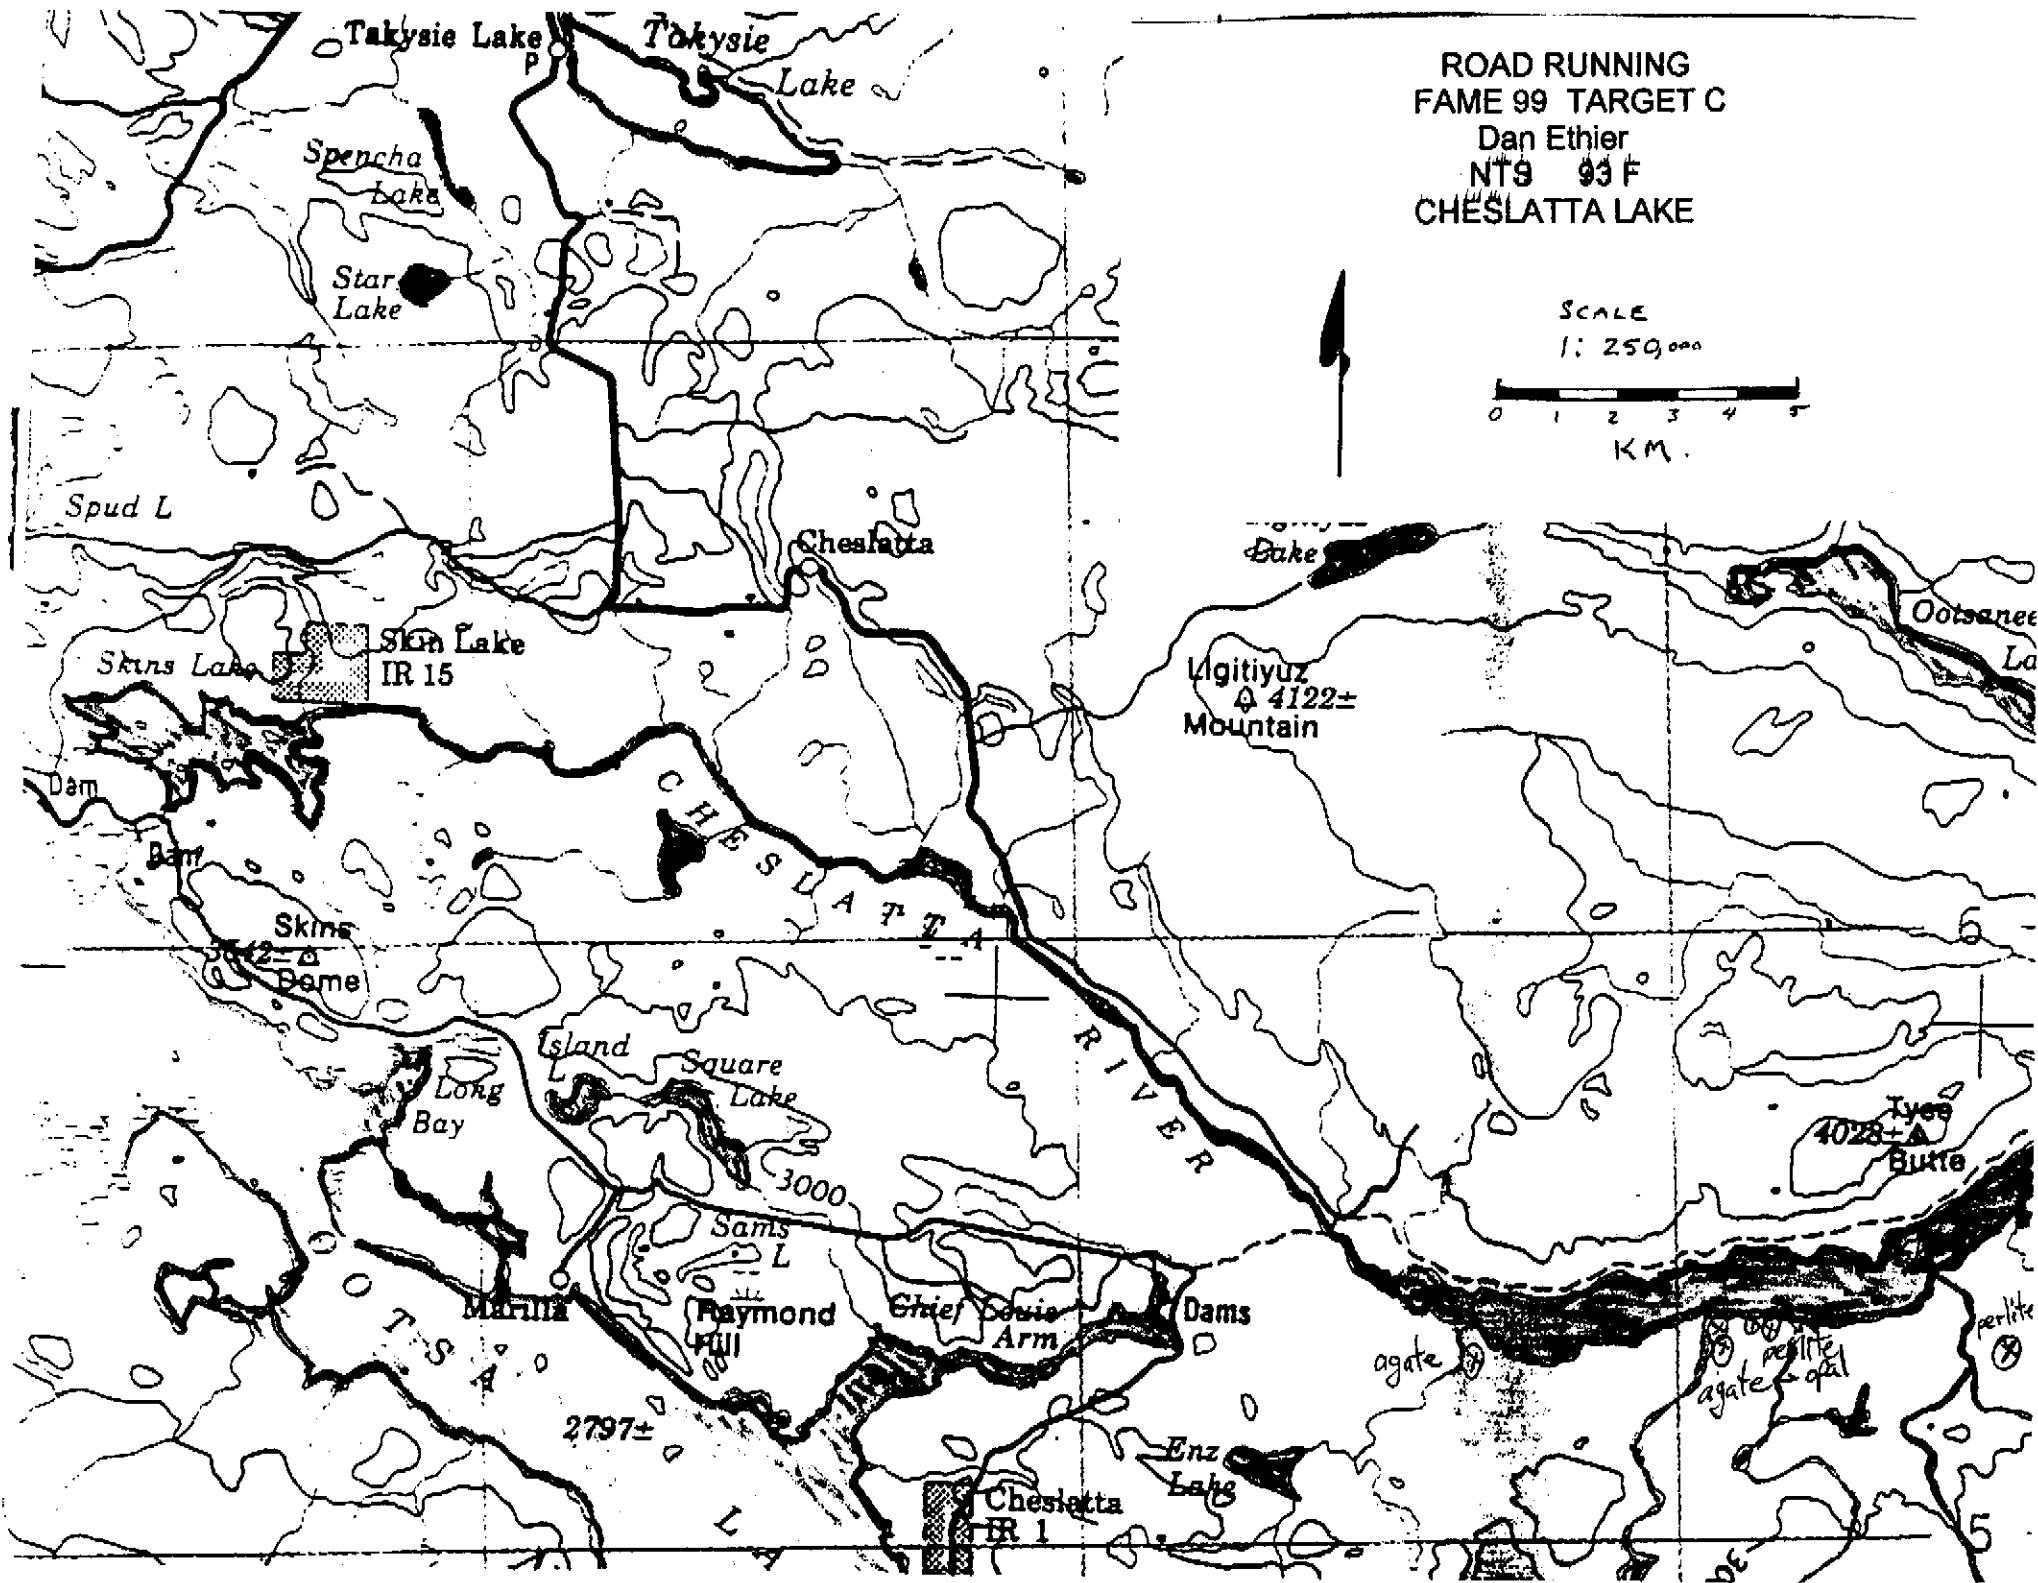 Takysie Lake
P
Takysie
Lake
ROAD RUNNING
FAME 99 TARGET C
Dan Ethier
NTS 93 F
CHESLATTA LAKE
Spencha
Lake
Star
Lake
SCALE
1: 250,000
0 1 2 3 4 5
KM.
Spud L
Cheslatta
Lake
Ootsanee
La
Skin Lake
IR 15
Skins Lake
Ligitiyuz
4122±
Mountain
Dam
Dam
CHESLATTA
RIVER
Skins
Dome
6
Island
L
Square
Lake
Long
Bay
Tyee
4028±
Butte
3000
Sams
L
Marilla
Raymond
Hill
Chief Louis
Arm
Dams
perlite
agate
perlite
agate - opal
TSA
2797±
Enz
Lake
Cheslatta
IR 1
LA
5